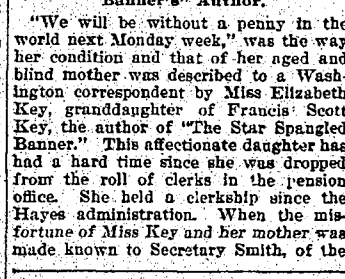 Banner's" Author.
"We will be without a penny in the
world next Monday week," was the way
her condition and that of her aged and
blind mother was described to a Wash-
ington correspondent by Miss Elizabeth
Key, granddaughter of Francis Scott
Key, the author of "The Star Spangled
Banner." This affectionate daughter has
had a hard time since she was dropped
from the roll of clerks in the pension
office. She held a clerkship since the
Hayes administration. When the mis-
fortune of Miss Key and her mother was
made known to Secretary Smith, of the